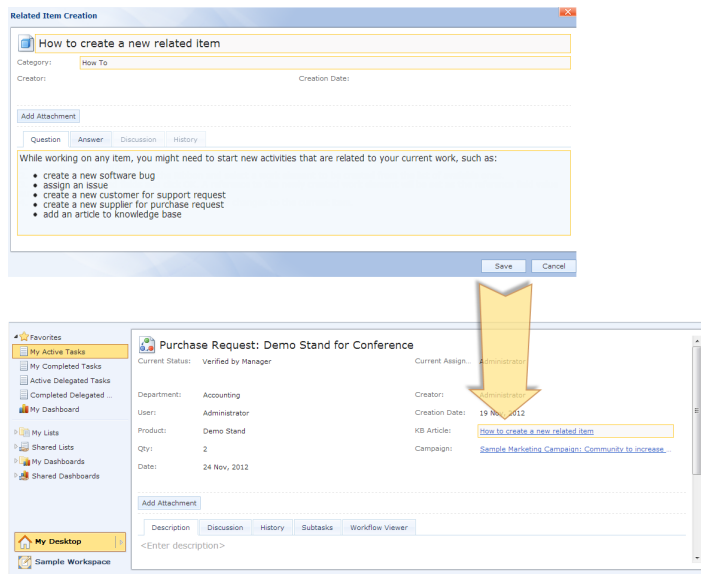 Related Item Creation
How to create a new related item
Category: How To
Creator: Creation Date:
Add Attachment
Question Answer Discussion History
While working on any item, you might need to start new activities that are related to your current work, such as:
• create a new software bug
• assign an issue
• create a new customer for support request
• create a new supplier for purchase request
• add an article to knowledge base
Save Cancel
Favorites
My Active Tasks
My Completed Tasks
Active Delegated Tasks
Completed Delegated ...
My Dashboard
My Lists
Shared Lists
My Dashboards
Shared Dashboards
My Desktop
Sample Workspace
Purchase Request: Demo Stand for Conference
Current Status: Verified by Manager Current Assign... Administrator
Department: Accounting Creator: Administrator
User: Administrator Creation Date: 19 Nov, 2012
Product: Demo Stand KB Article: How to create a new related item
Qty: 2 Campaign: Sample Marketing Campaign: Community to increase ...
Date: 24 Nov, 2012
Add Attachment
Description Discussion History Subtasks Workflow Viewer
<Enter description>